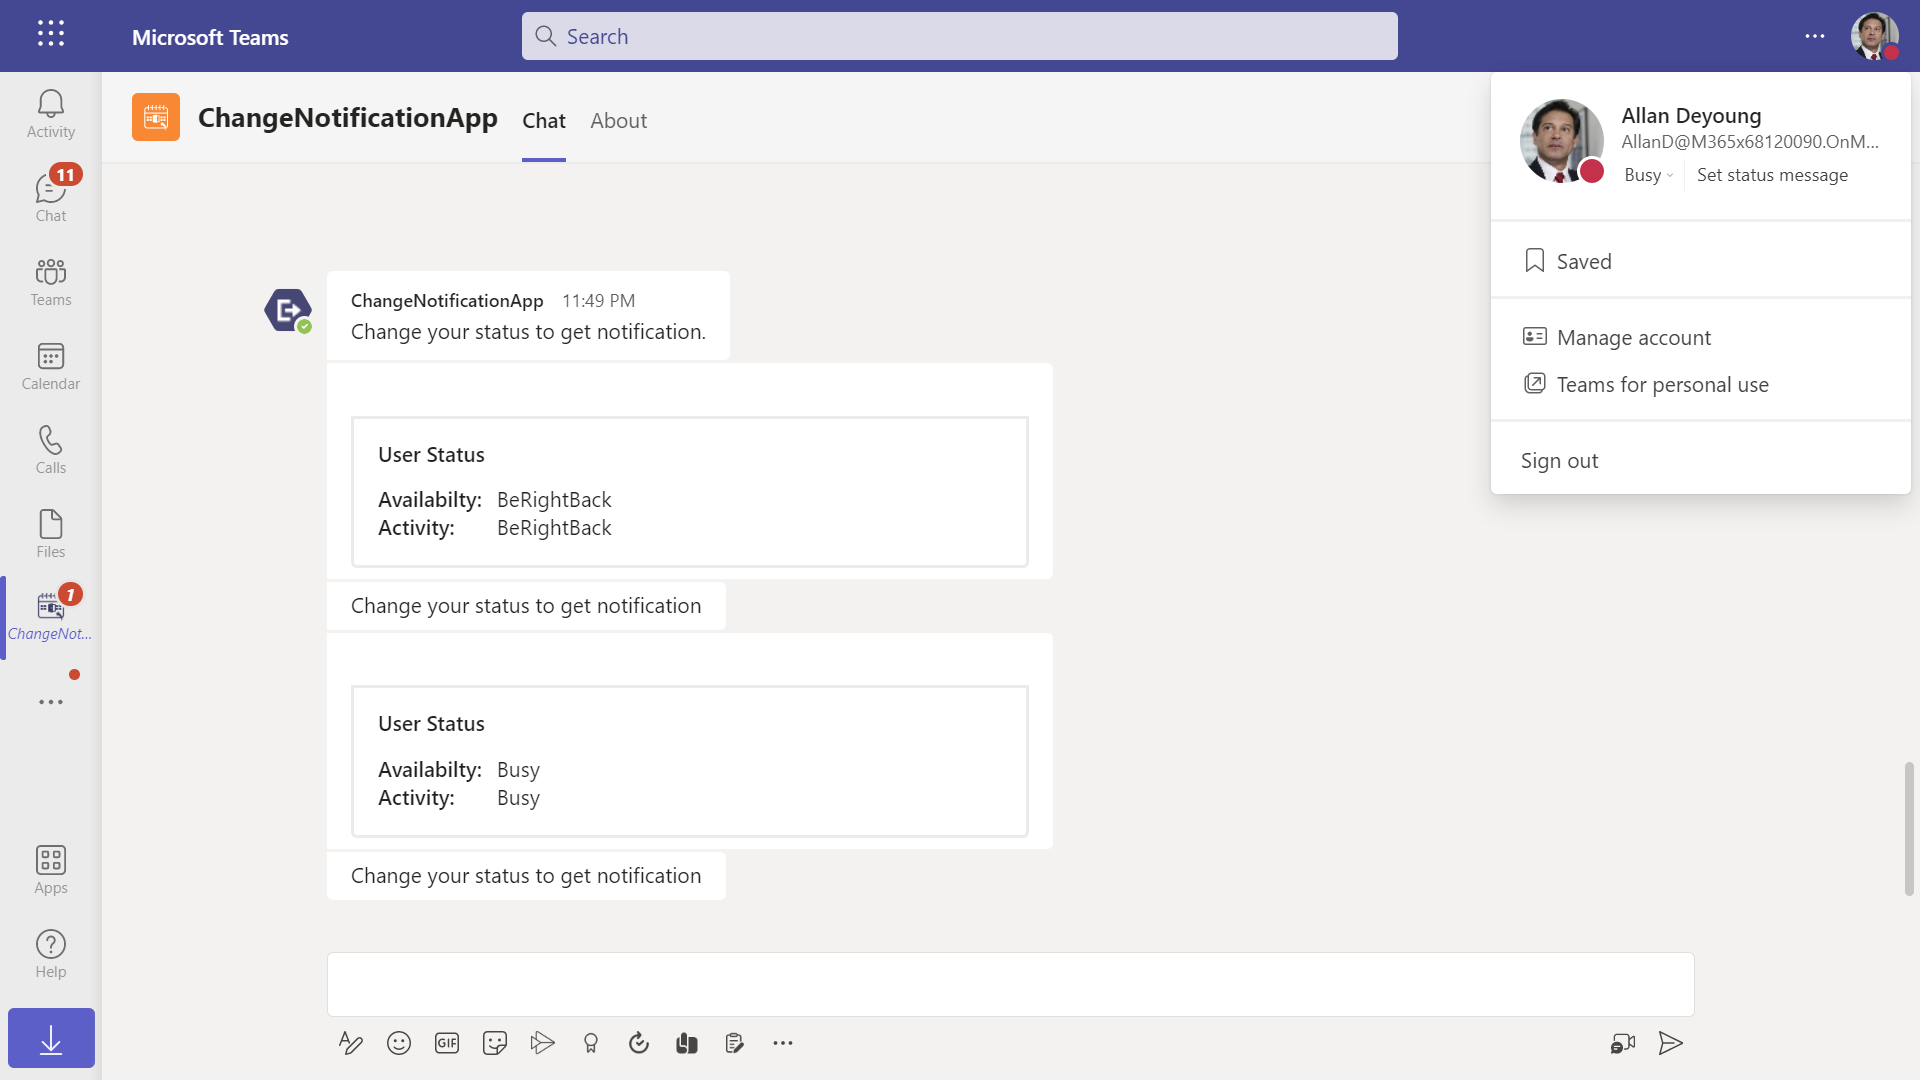 Microsoft Teams
Search
Activity
11
Chat
Teams
Calendar
Calls
Files
1
ChangeNot...
Apps
Help
ChangeNotificationApp
Chat
About
ChangeNotificationApp 11:49 PM
Change your status to get notification.
User Status
Availabilty: BeRightBack
Activity: BeRightBack
Change your status to get notification
User Status
Availabilty: Busy
Activity: Busy
Change your status to get notification
GIF
Allan Deyoung
AllanD@M365x68120090.OnM...
Busy
Set status message
Saved
Manage account
Teams for personal use
Sign out